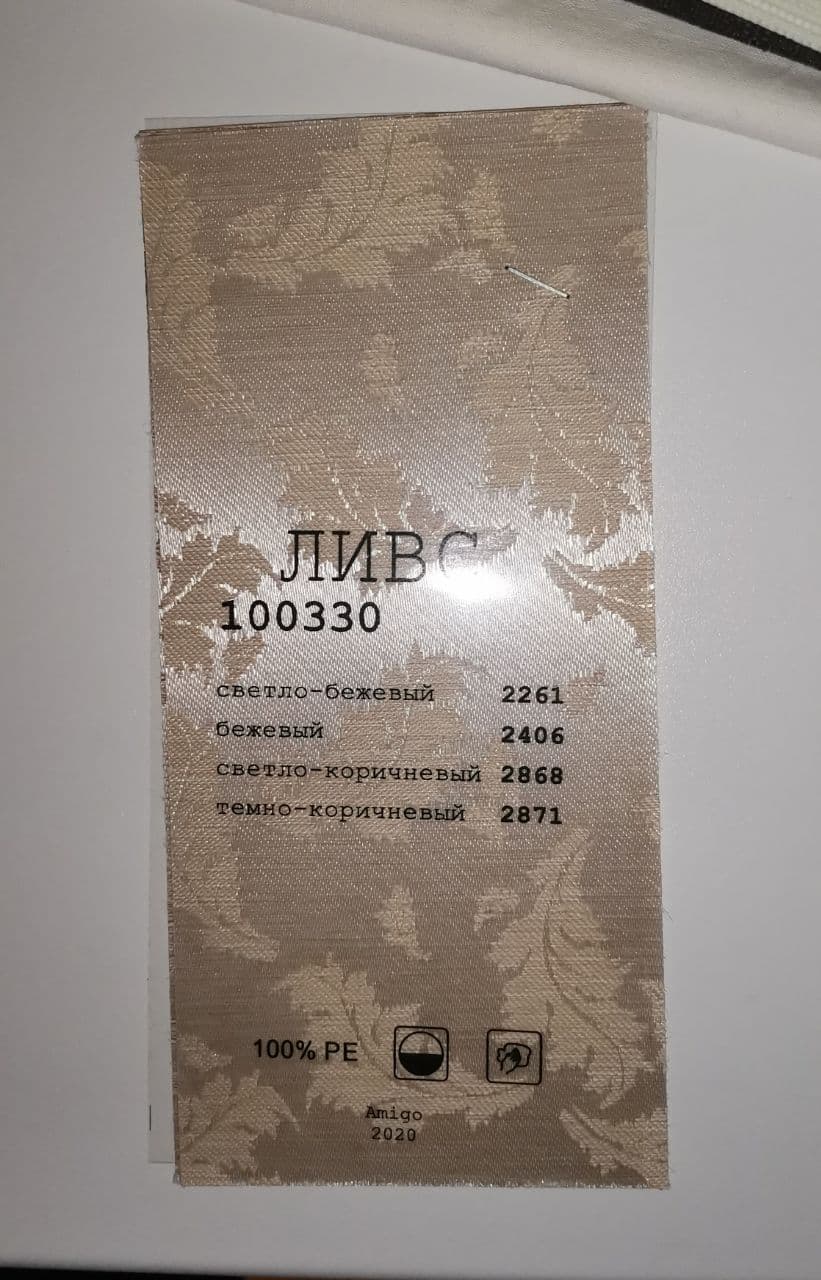 ЛИВС
100330
светло-бежевый 2261
бежевый 2406
светло-коричневый 2868
темно-коричневый 2871
100% PE
Amigo
2020